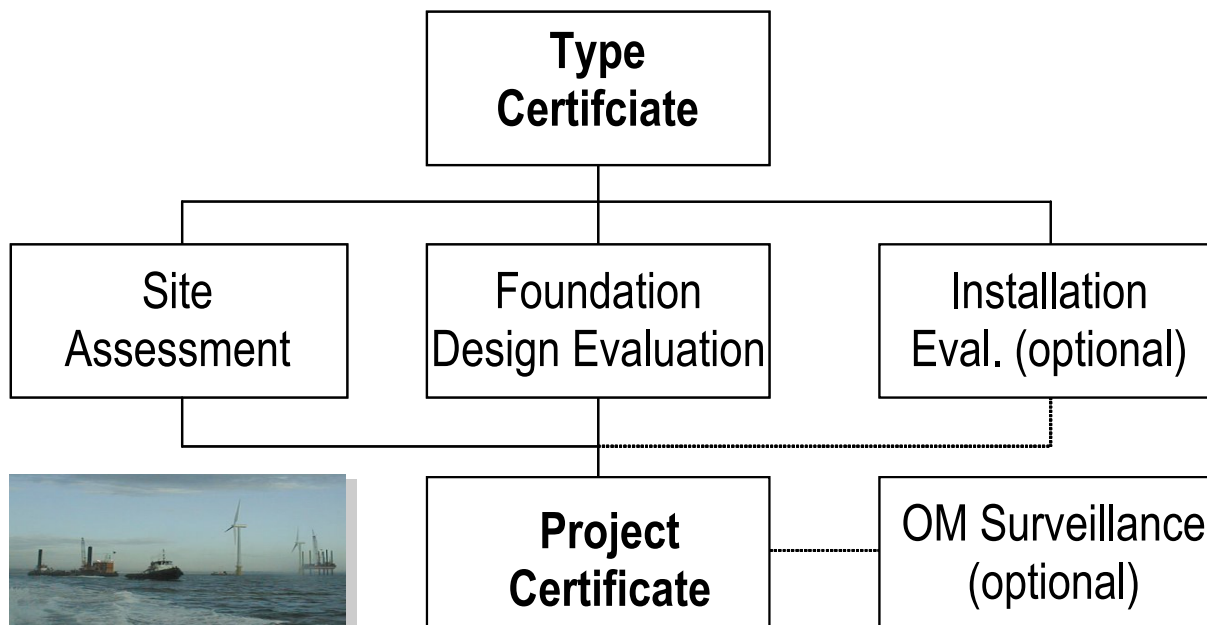 Type
Certifciate
Site
Assessment
Foundation
Design Evaluation
Installation
Eval. (optional)
Project
Certificate
OM Surveillance
(optional)